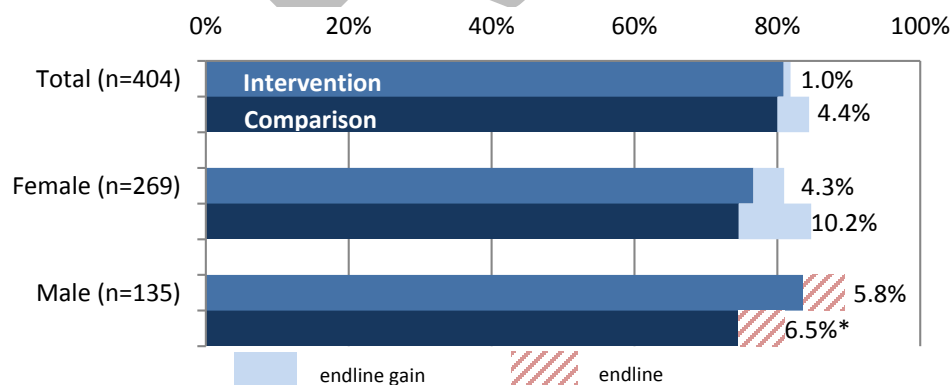 0% 20% 40% 60% 80% 100%
Total (n=404)
Intervention 1.0%
Comparison 4.4%
Female (n=269)
4.3%
10.2%
Male (n=135)
5.8%
6.5%*
endline gain endline